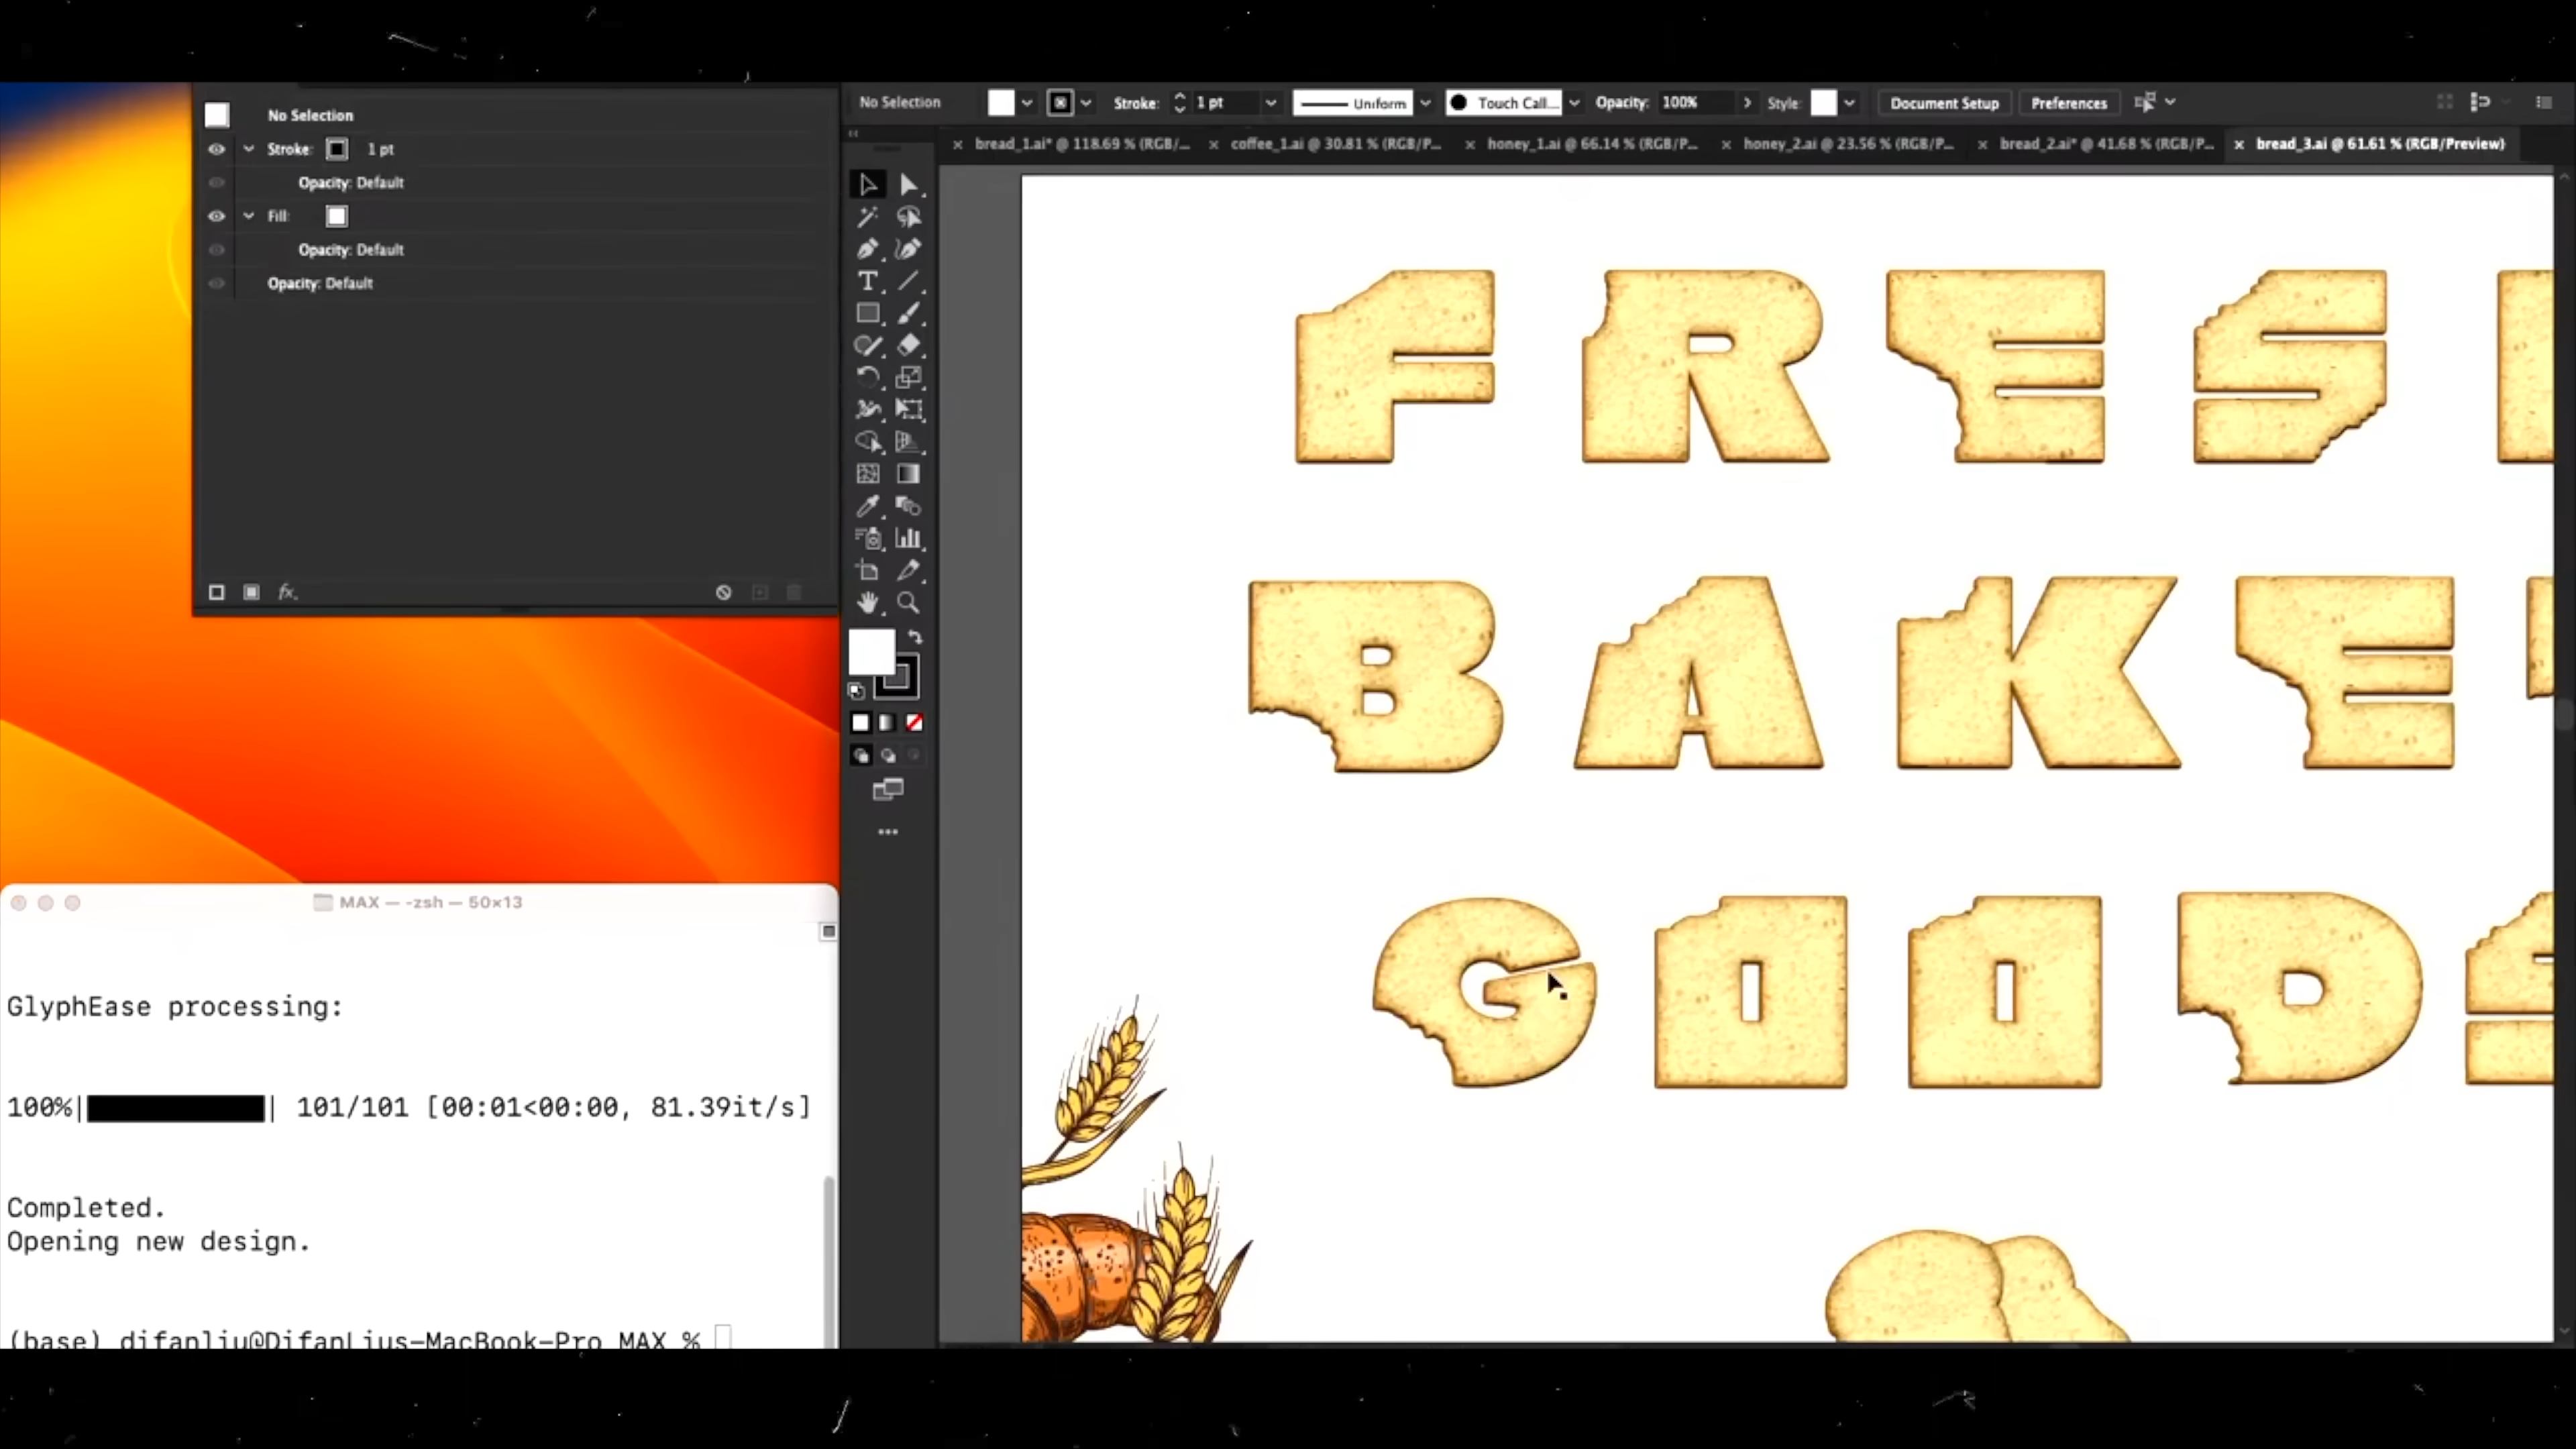 No Selection
Stroke: 1 pt
Opacity: Default
Fill:
Opacity: Default
Opacity: Default
fx.
No Selection Stroke: 1 pt Uniform Touch Call... Opacity: 100% Style: Document Setup Preferences
bread_1.ai* @ 118.69 % (RGB/... coffee_1.ai @ 30.81 % (RGB/P... honey_1.ai @ 66.14 % (RGB/P... honey_2.ai @ 23.56 % (RGB/P... bread_2.ai* @ 41.68 % (RGB/P... bread_3.ai @ 61.61 % (RGB/Preview)
FRES
BAKE
GOODS
MAX — -zsh — 50×13
GlyphEase processing:
100%| | 101/101 [00:01<00:00, 81.39it/s]
Completed.
Opening new design.
(base) difanliu@DifanLius-MacBook-Pro MAX %